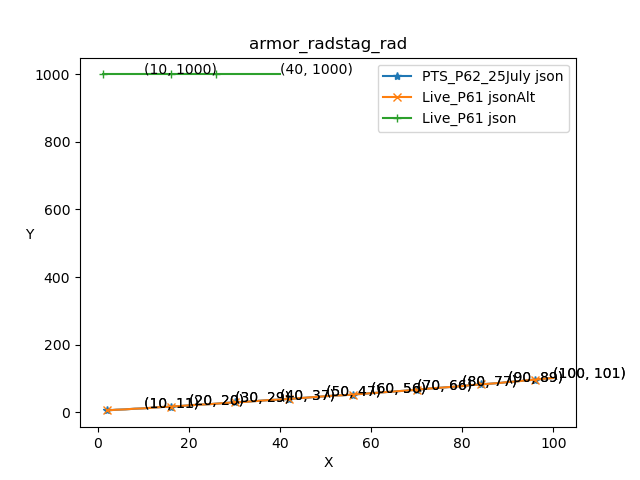 armor_radstag_rad
PTS_P62_25July json
Live_P61 jsonAlt
Live_P61 json
(10, 1000)
(40, 1000)
1000
800
600
400
200
0
Y
(10, 11)
(20, 20)
(30, 29)
(40, 37)
(50, 47)
(60, 56)
(70, 66)
(80, 77)
(90, 89)
(100, 101)
0 20 40 60 80 100
X